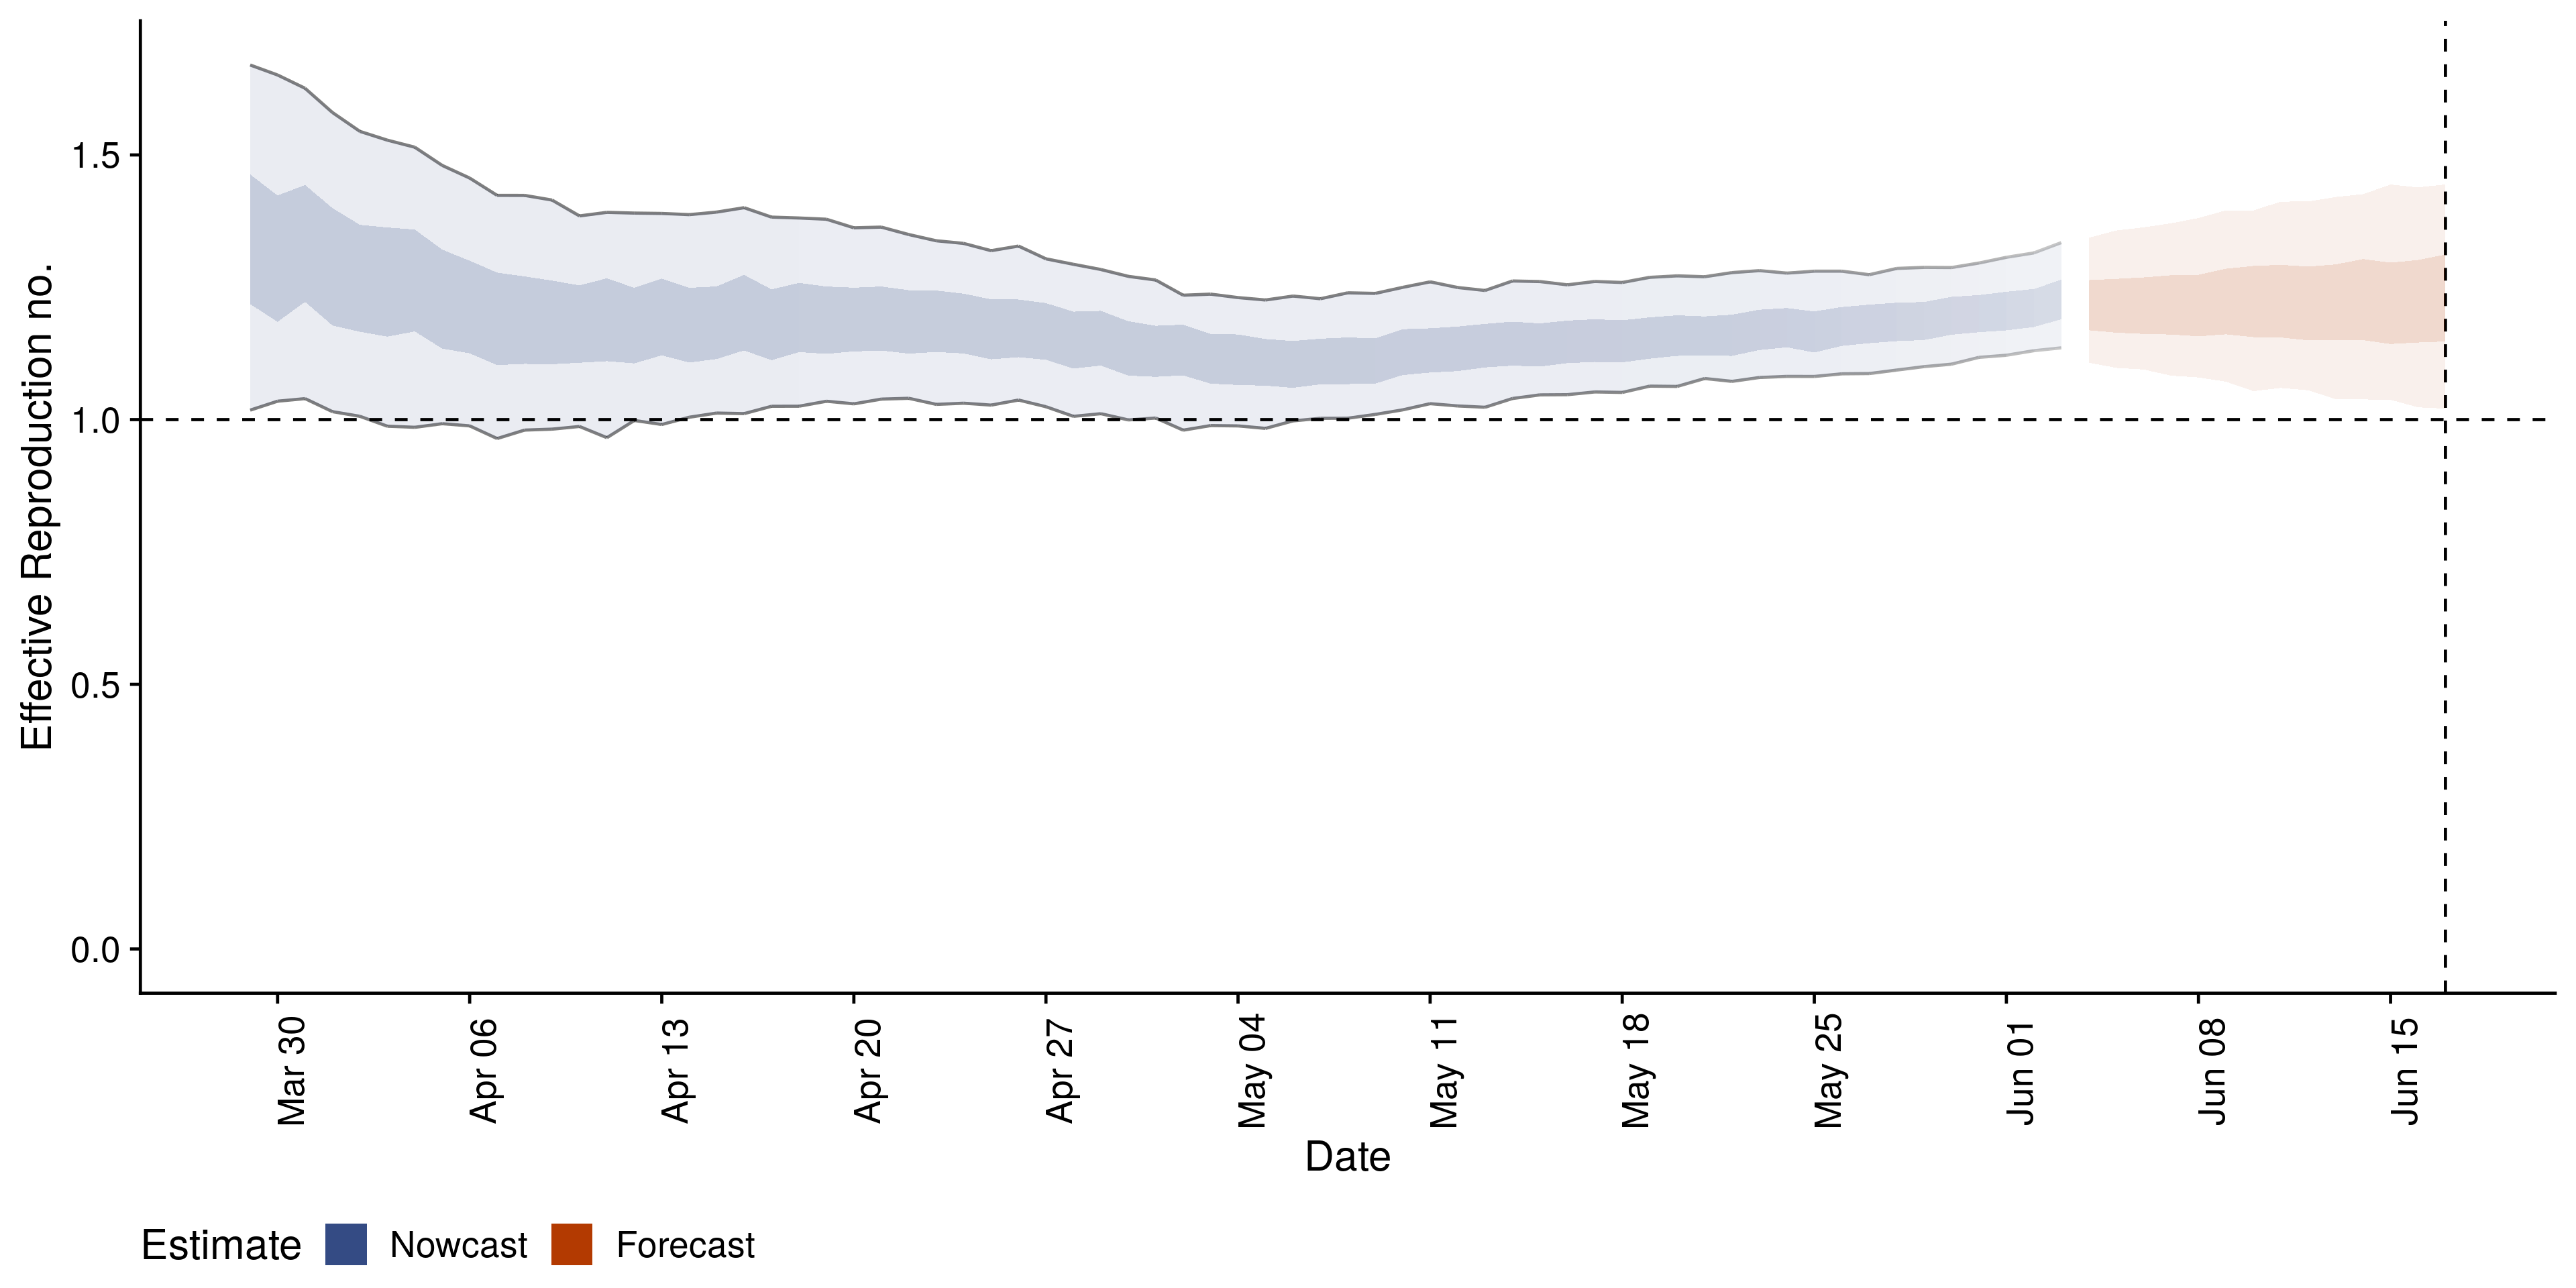 Effective Reproduction no.
1.5
1.0
0.5
0.0
Mar 30
Apr 06
Apr 13
Apr 20
Apr 27
May 04
May 11
May 18
May 25
Jun 01
Jun 08
Jun 15
Date
Estimate Nowcast Forecast